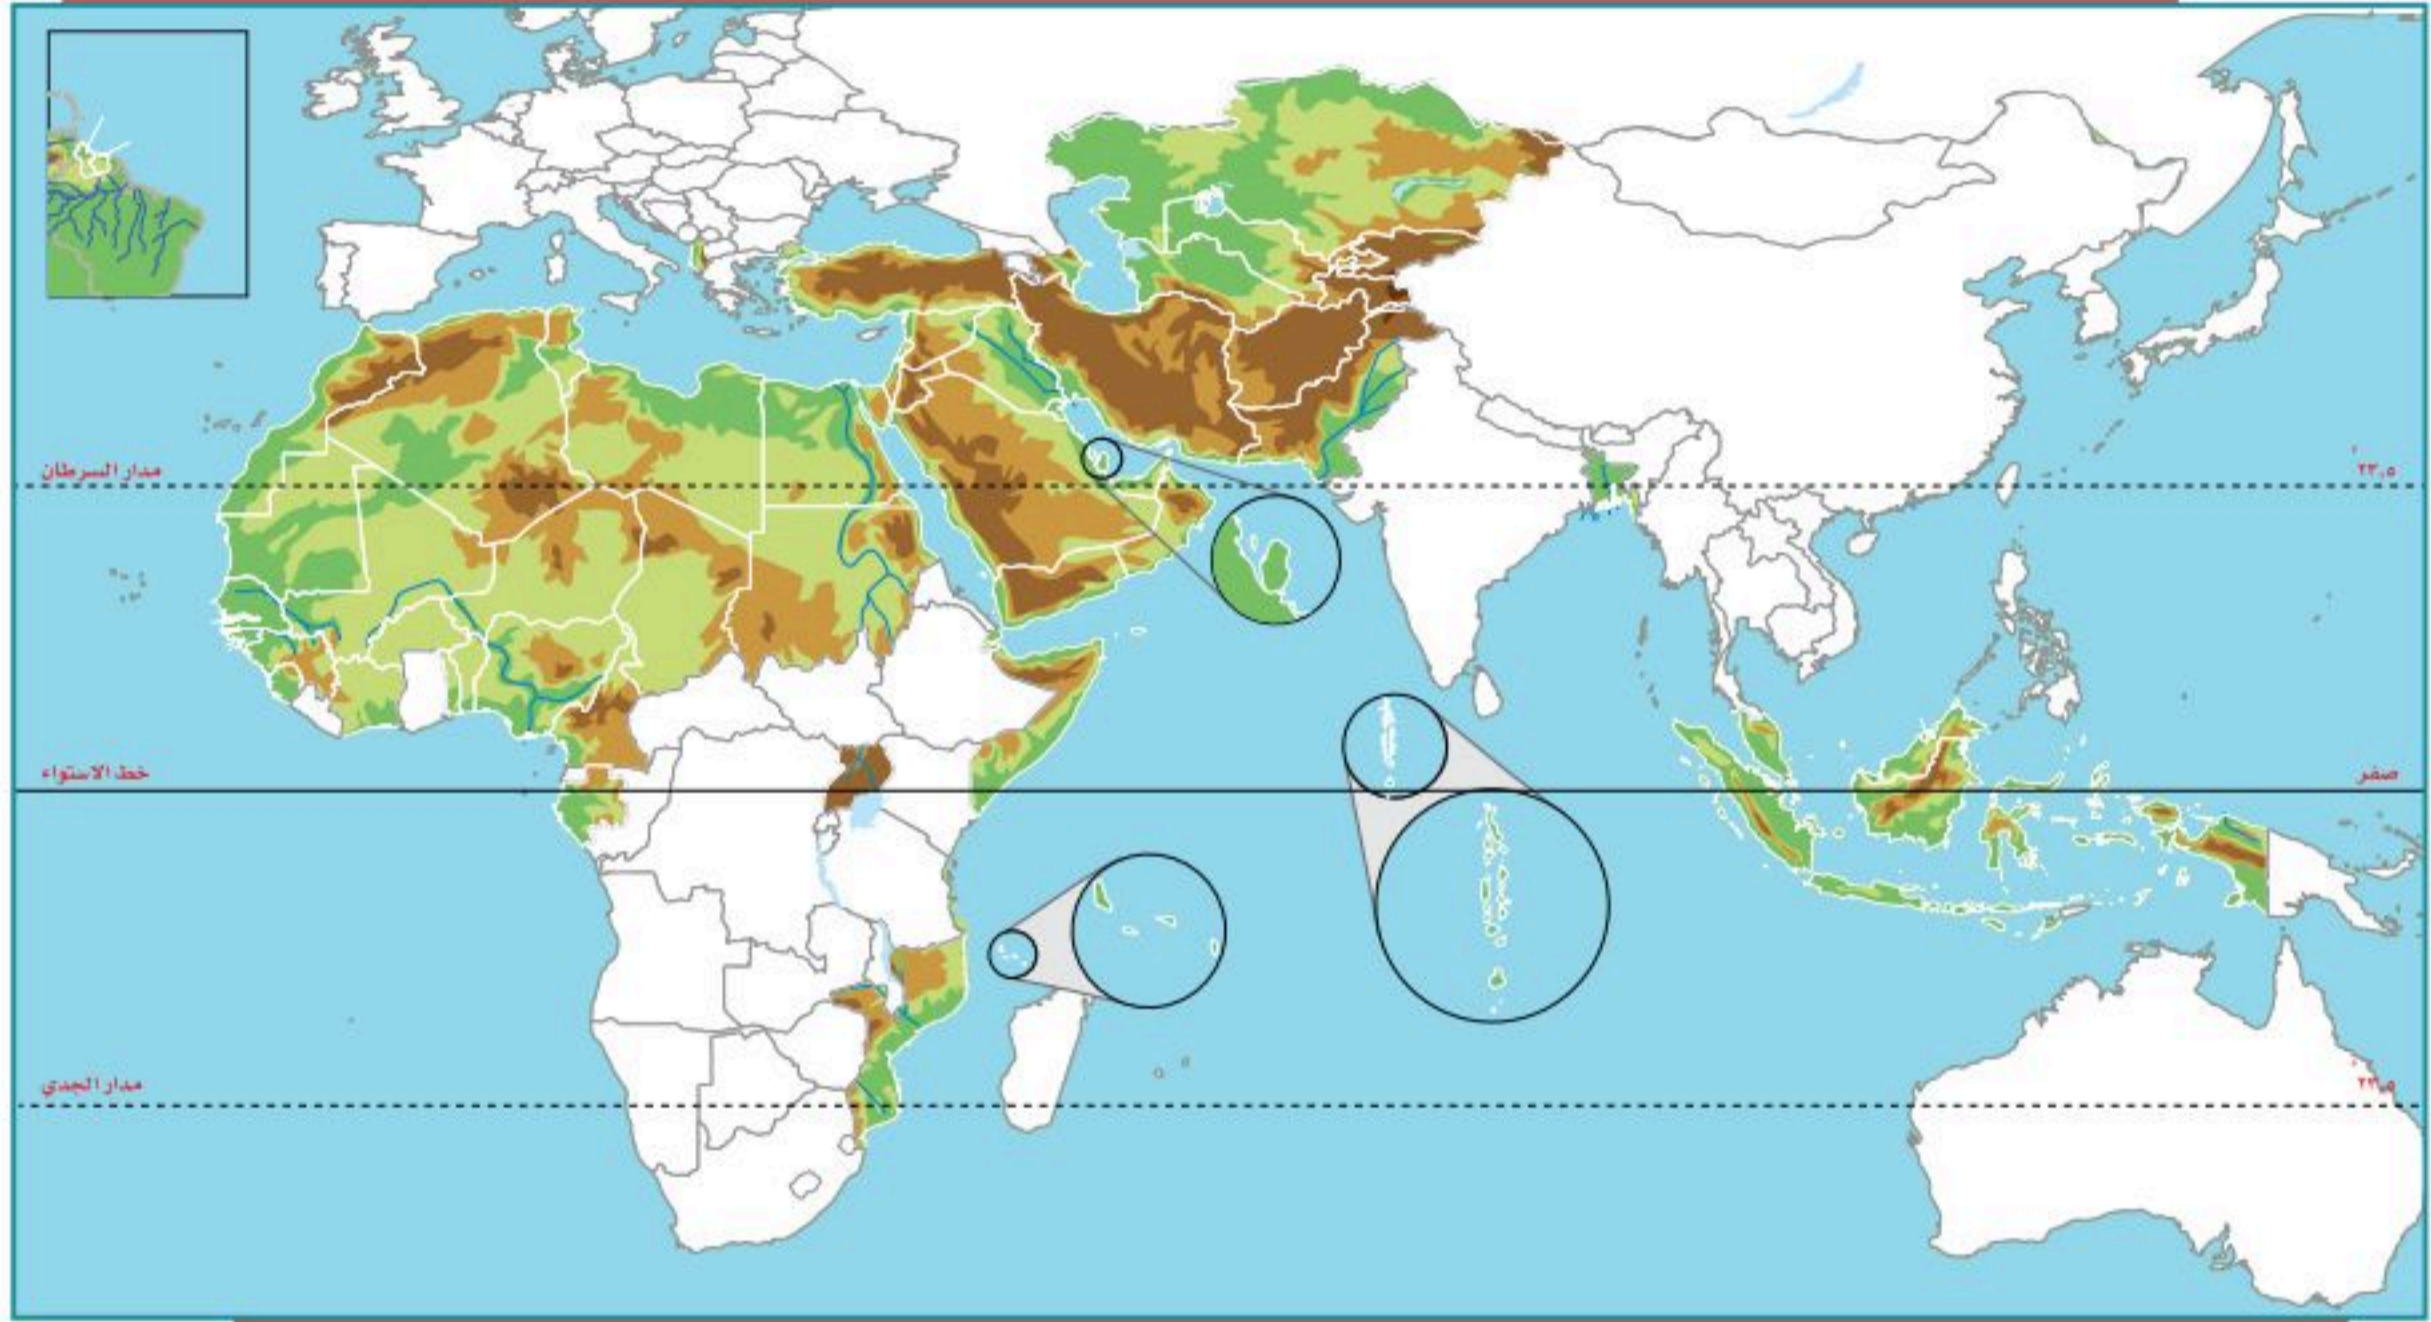 مدار السرطان
٢٣,٥°
خط الاستواء
صفر
مدار الجدي
٢٣,٥°